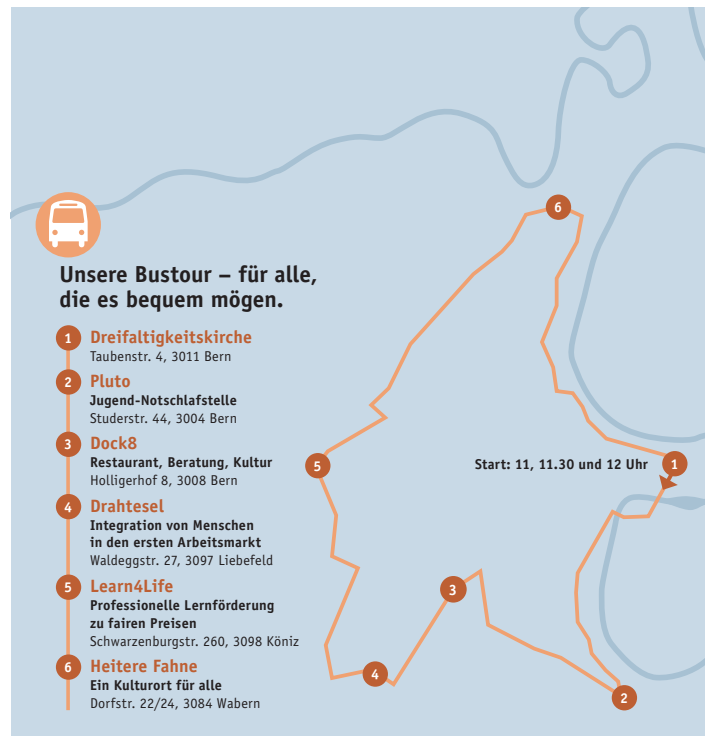 Unsere Bustour – für alle,
die es bequem mögen.
1 Dreifaltigkeitskirche
Taubenstr. 4, 3011 Bern
2 Pluto
Jugend-Notschlafstelle
Studerstr. 44, 3004 Bern
3 Dock8
Restaurant, Beratung, Kultur
Holligerhof 8, 3008 Bern
4 Drahtesel
Integration von Menschen
in den ersten Arbeitsmarkt
Waldeggstr. 27, 3097 Liebefeld
5 Learn4Life
Professionelle Lernförderung
zu fairen Preisen
Schwarzenburgstr. 260, 3098 Köniz
6 Heitere Fahne
Ein Kulturort für alle
Dorfstr. 22/24, 3084 Wabern
6
5
Start: 11, 11.30 und 12 Uhr 1
3
4
2